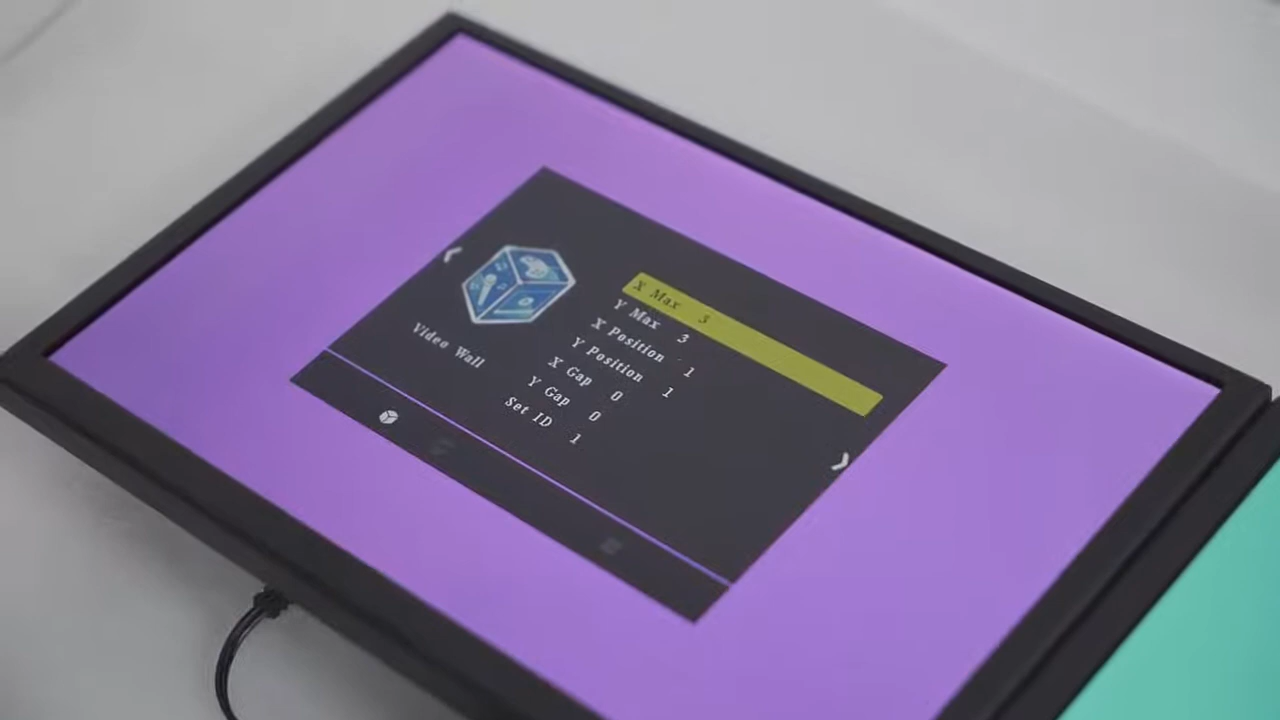 Video Wall
X Max 3
Y Max 3
X Position 1
Y Position 1
X Gap 0
Y Gap 0
Set ID 1